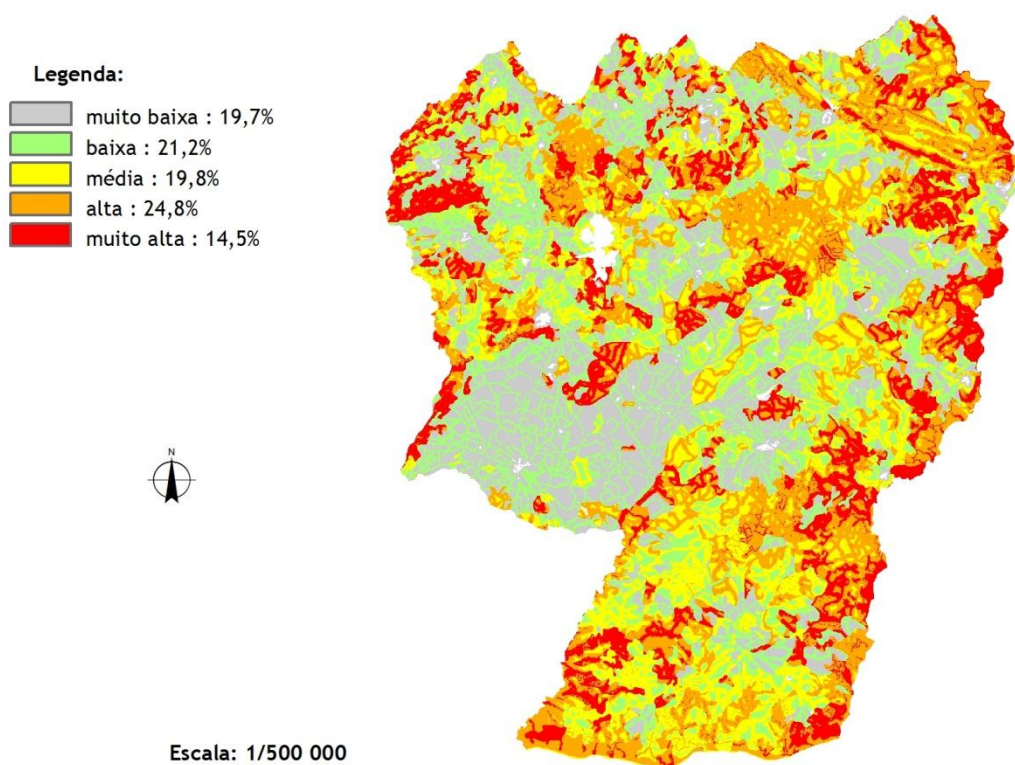 Legenda:
muito baixa : 19,7%
baixa : 21,2%
média : 19,8%
alta : 24,8%
muito alta : 14,5%
N
Escala: 1/500 000